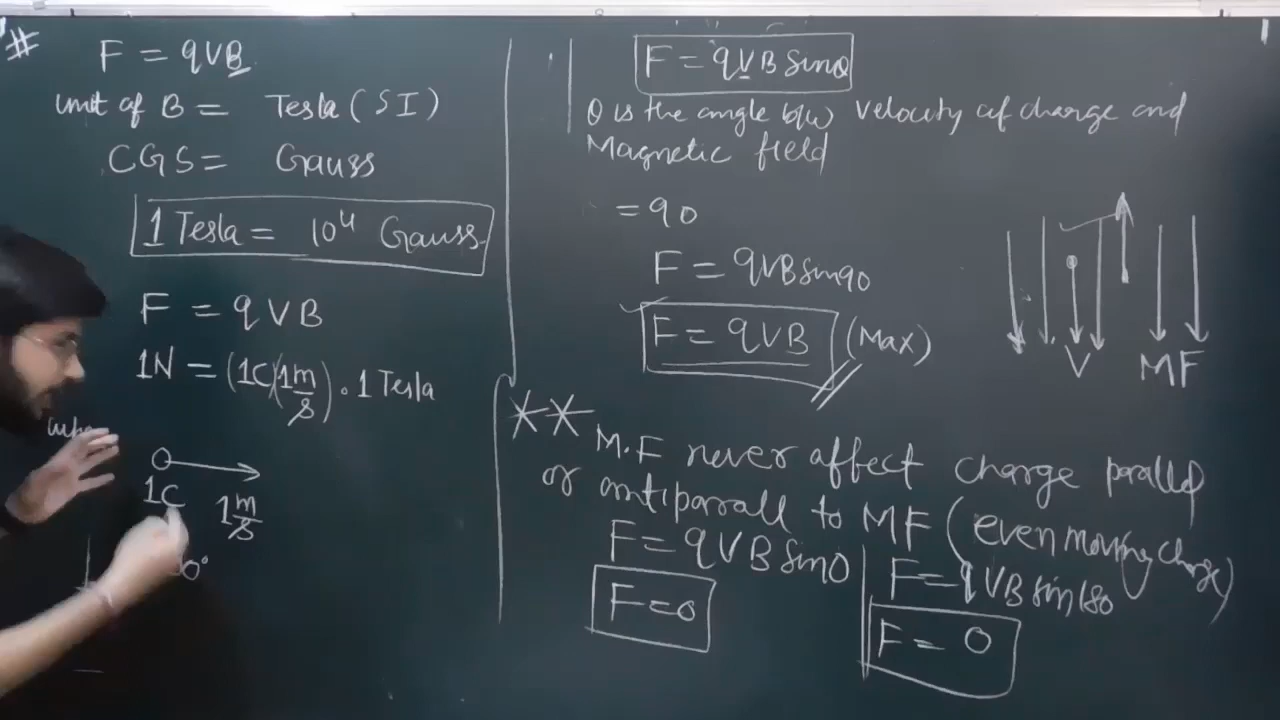 #
F = qVB
unit of B = Tesla (SI)
CGS = Gauss
1 Tesla = 10⁴ Gauss
F = qVB
1N = (1C)(1m/s) . 1 Tesla
1C 1m/s
F = qVB sinθ
θ is the angle b/w velocity of charge and
Magnetic field
= 90
F = qVB sin90
F = qVB (Max)
V MF
** M.F never affect charge parallel
or antiparall to MF (even moving charge)
F = qVB sin0
F = 0
F = qVB sin180
F = 0